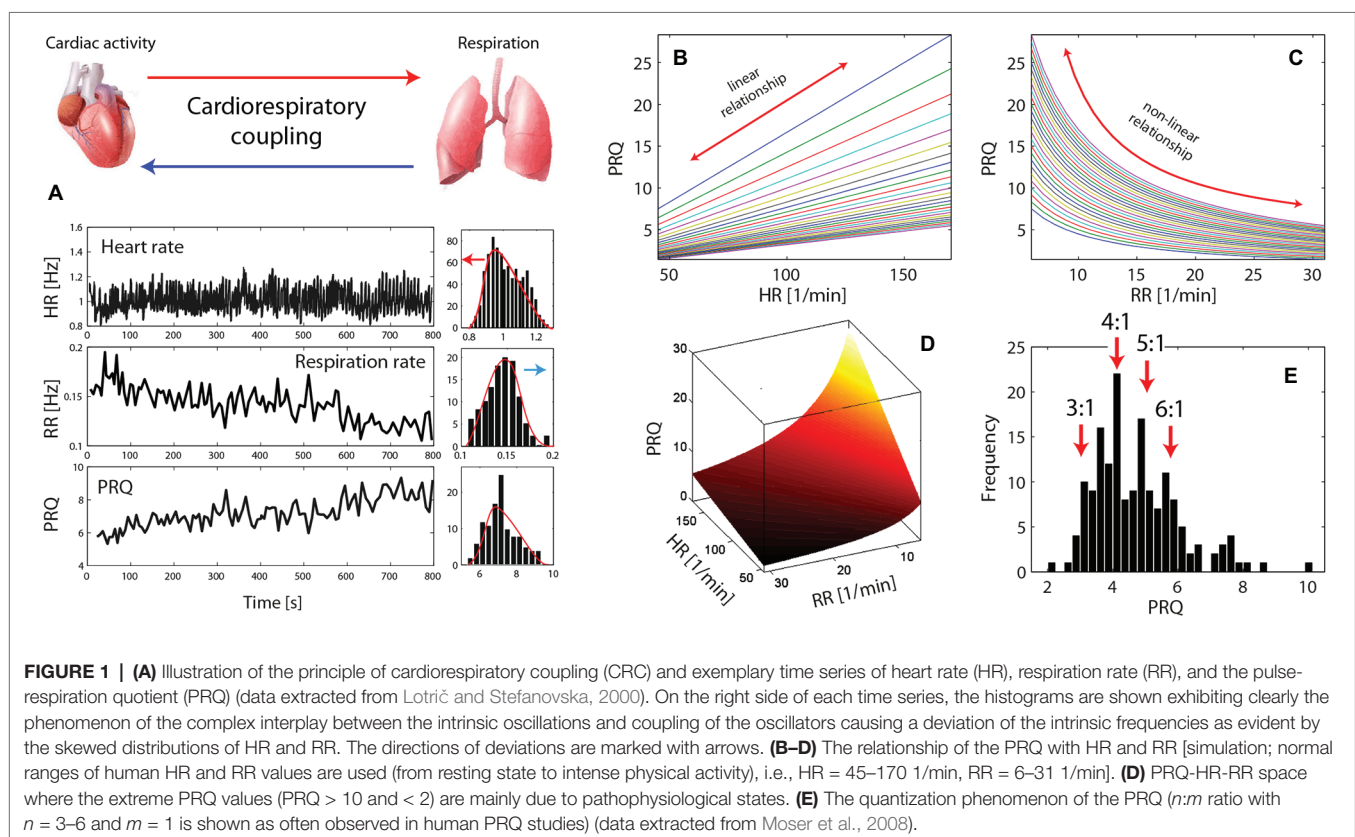 Cardiac activity
Respiration
Cardiorespiratory
coupling
A
Heart rate
HR [Hz]
1.6
1.4
1.2
1
0.8
0 100 200 300 400 500 600 700 800
80
60
40
20
0
0.8 1 1.2
Respiration rate
RR [Hz]
0.2
0.15
0.1
0 100 200 300 400 500 600 700 800
20
15
10
5
0
0.1 0.15 0.2
PRQ
PRQ
10
8
6
4
0 100 200 300 400 500 600 700 800
Time [s]
20
10
0
6 8 10
B
linear
relationship
PRQ
25
20
15
10
5
50 100 150
HR [1/min]
C
non-linear
relationship
PRQ
25
20
15
10
5
10 15 20 25 30
RR [1/min]
D
PRQ
30
20
10
0
150
100
50
HR [1/min]
30 20 10
RR [1/min]
E
3:1
4:1
5:1
6:1
Frequency
25
20
15
10
5
0
2 4 6 8 10
PRQ
FIGURE 1 | (A) Illustration of the principle of cardiorespiratory coupling (CRC) and exemplary time series of heart rate (HR), respiration rate (RR), and the pulse-
respiration quotient (PRQ) (data extracted from Lotrič and Stefanovska, 2000). On the right side of each time series, the histograms are shown exhibiting clearly the
phenomenon of the complex interplay between the intrinsic oscillations and coupling of the oscillators causing a deviation of the intrinsic frequencies as evident by
the skewed distributions of HR and RR. The directions of deviations are marked with arrows. (B–D) The relationship of the PRQ with HR and RR [simulation; normal
ranges of human HR and RR values are used (from resting state to intense physical activity), i.e., HR = 45–170 1/min, RR = 6–31 1/min]. (D) PRQ-HR-RR space
where the extreme PRQ values (PRQ > 10 and < 2) are mainly due to pathophysiological states. (E) The quantization phenomenon of the PRQ (n:m ratio with
n = 3–6 and m = 1 is shown as often observed in human PRQ studies) (data extracted from Moser et al., 2008).